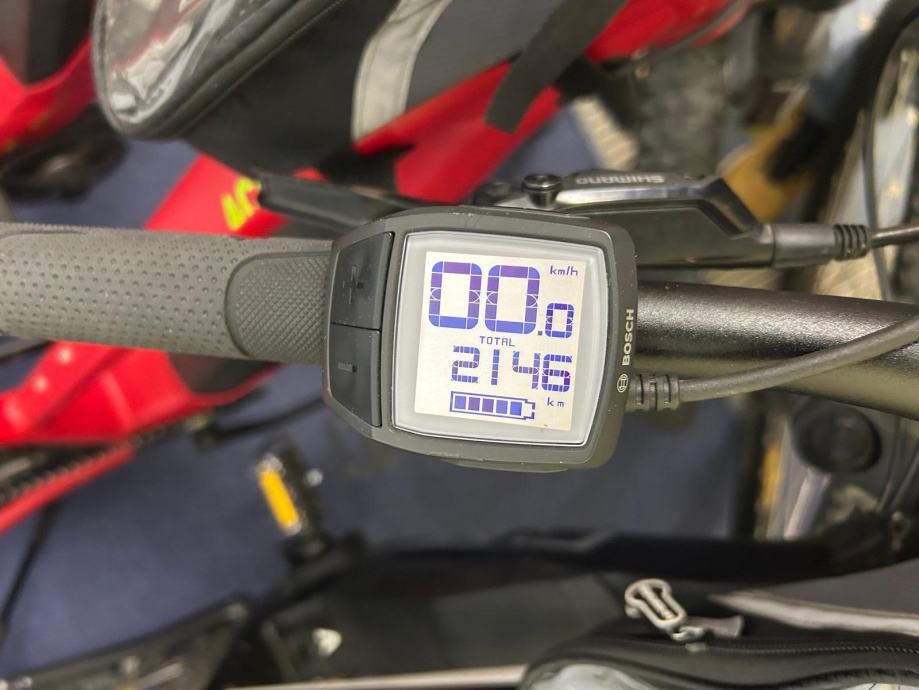 SHIMANO
km/h
00.0
TOTAL
2146
km
BOSCH
+
-